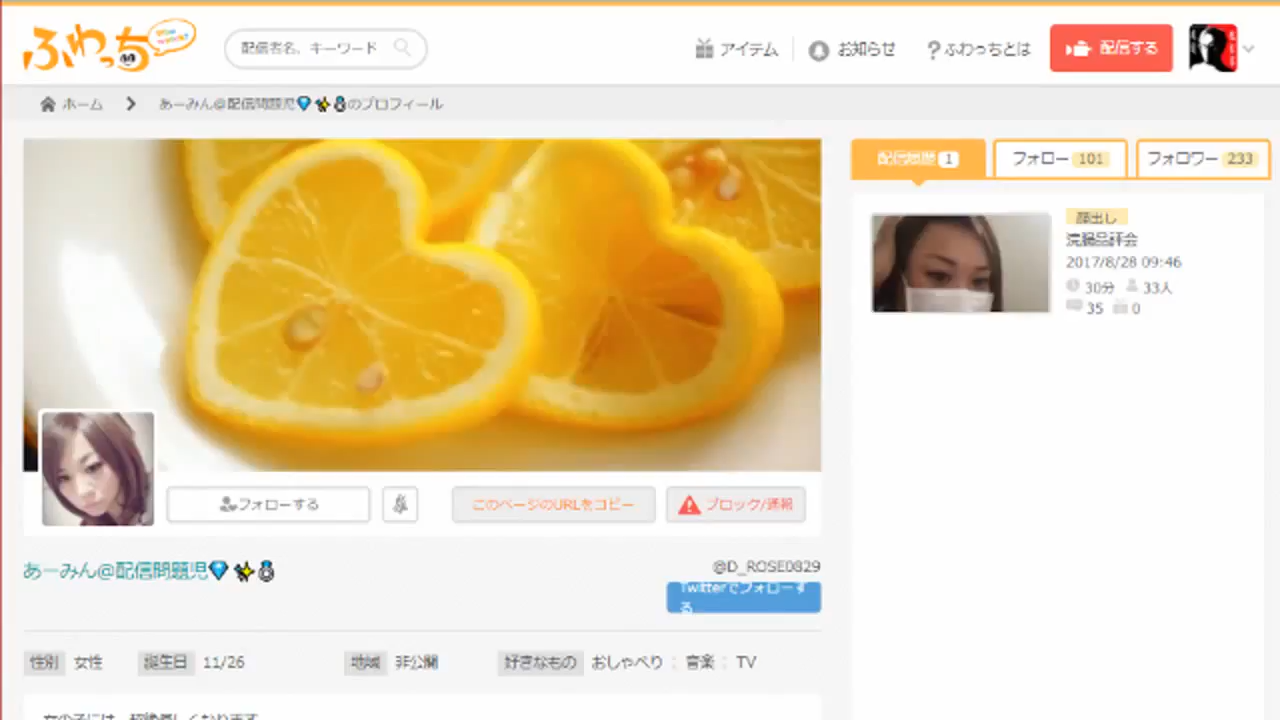 ふわっち
配信者名、キーワード
アイテム
お知らせ
?ふわっちとは
配信する
ホーム
あーみん@配信問題児💎✨💍のプロフィール
配信履歴 1
フォロー 101
フォロワー 233
顔出し
浣腸品評会
2017/8/28 09:46
30分 33人
35 0
フォローする
このページのURLをコピー
ブロック/通報
あーみん@配信問題児💎✨💍
@D_ROSE0829
Twitterでフォローす
る
性別 女性
誕生日 11/26
地域 非公開
好きなもの おしゃべり : 音楽 : TV